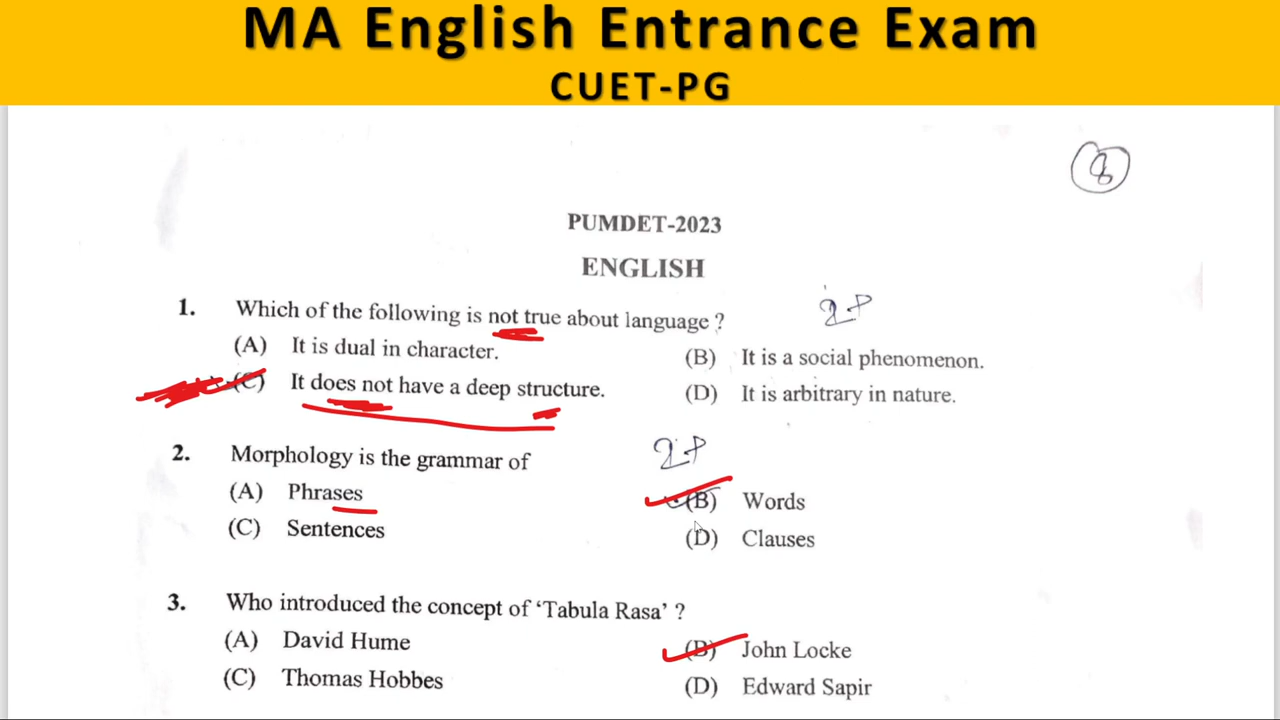 MA English Entrance Exam
CUET-PG
8
PUMDET-2023
ENGLISH
1. Which of the following is not true about language ?
(A) It is dual in character. (B) It is a social phenomenon.
(C) It does not have a deep structure. (D) It is arbitrary in nature.
2. Morphology is the grammar of
(A) Phrases (B) Words
(C) Sentences (D) Clauses
3. Who introduced the concept of ‘Tabula Rasa’ ?
(A) David Hume (B) John Locke
(C) Thomas Hobbes (D) Edward Sapir